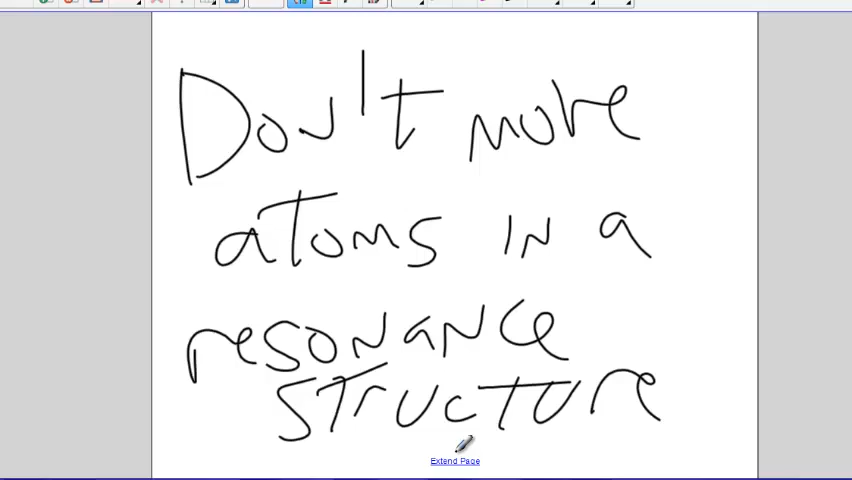 Don't move
atoms in a
resonance
structure
Extend Page